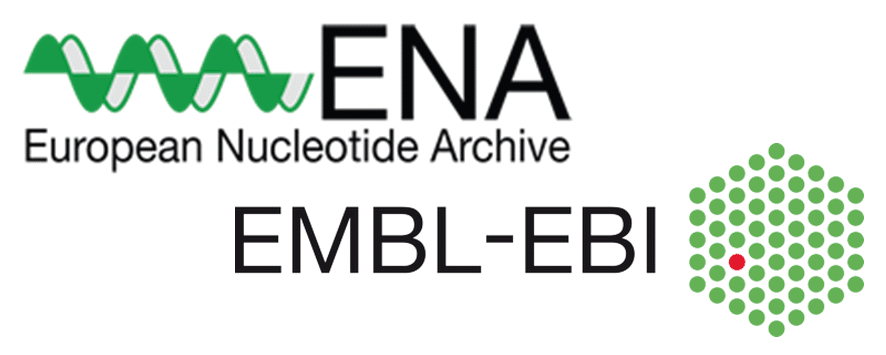 ENA
European Nucleotide Archive
EMBL-EBI